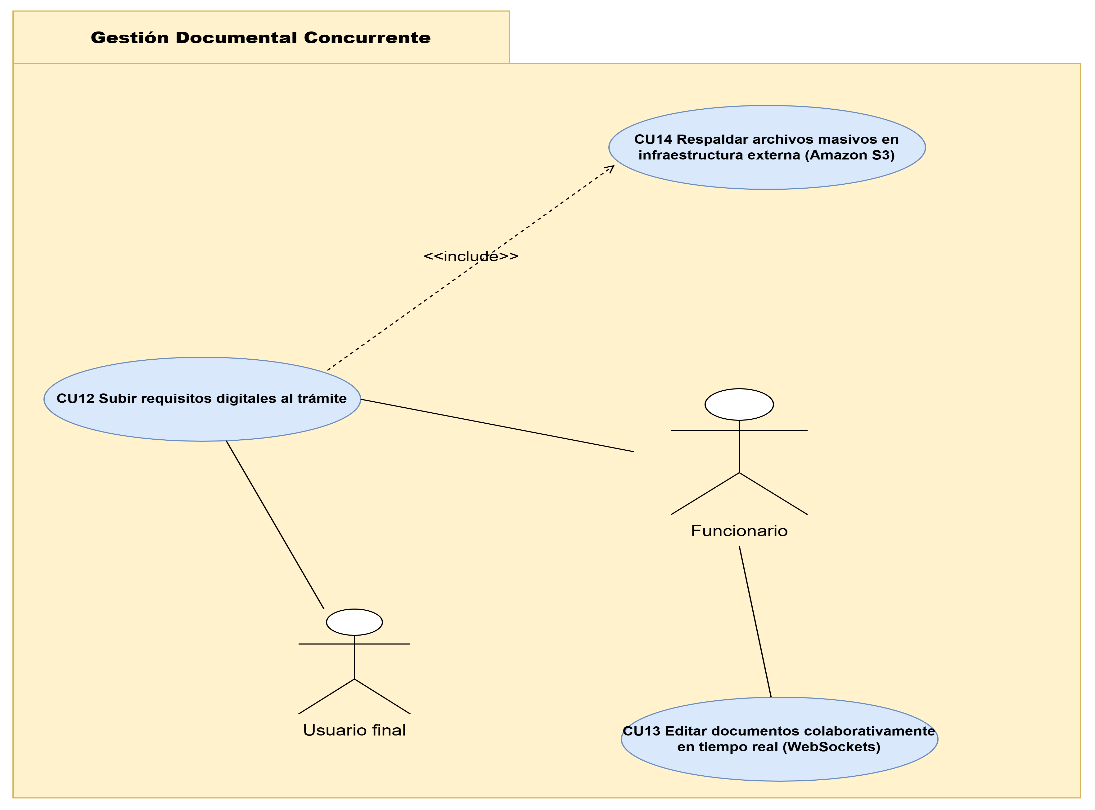 Gestión Documental Concurrente
CU14 Respaldar archivos masivos en
infraestructura externa (Amazon S3)
<<include>>
CU12 Subir requisitos digitales al trámite
Funcionario
Usuario final
CU13 Editar documentos colaborativamente
en tiempo real (WebSockets)